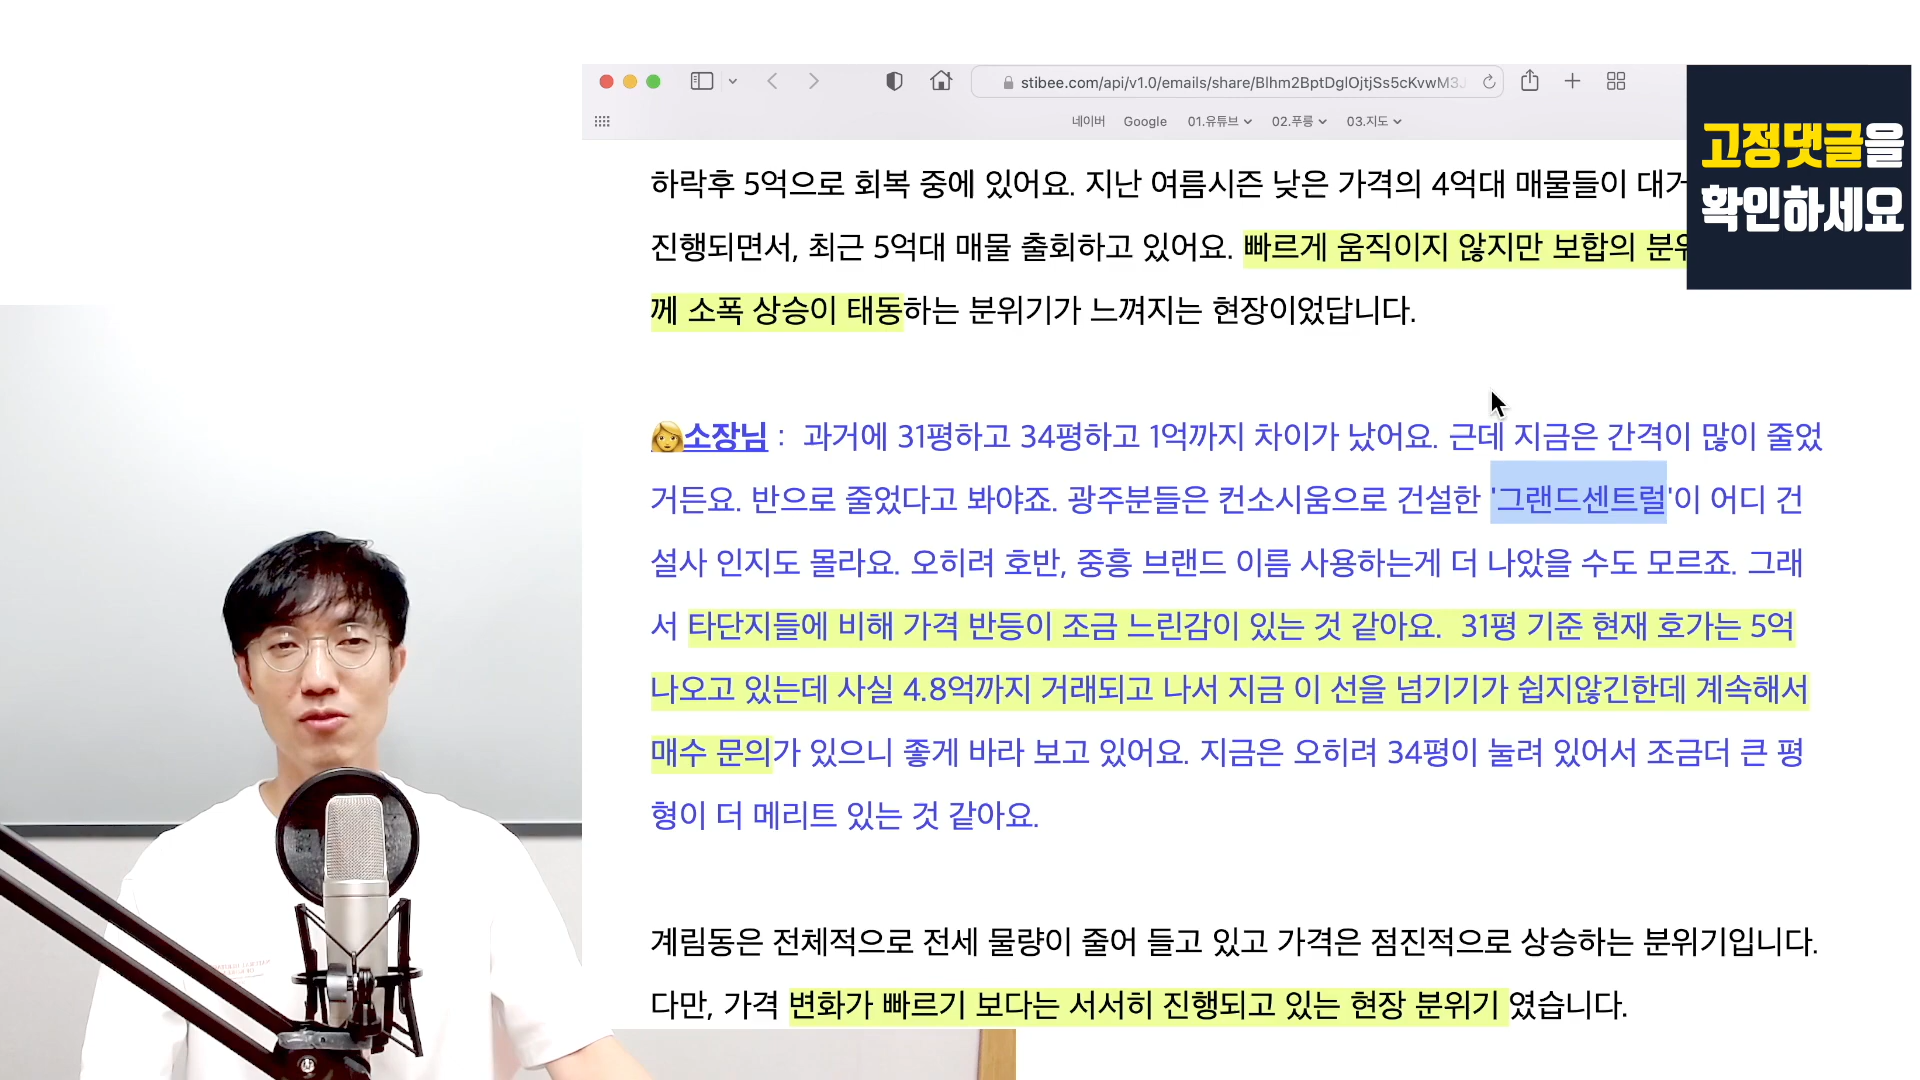 stibee.com/api/v1.0/emails/share/Blhm2BptDglOjtjSs5cKvwM3
네이버 Google 01.유튜브 02.푸릉 03.지도
고정댓글을
확인하세요
하락후 5억으로 회복 중에 있어요. 지난 여름시즌 낮은 가격의 4억대 매물들이
진행되면서, 최근 5억대 매물 출회하고 있어요. 빠르게 움직이지 않지만 보합의
께 소폭 상승이 태동하는 분위기가 느껴지는 현장이었답니다.
소장님 : 과거에 31평하고 34평하고 1억까지 차이가 났어요. 근데 지금은 간격이 많이 줄었
거든요. 반으로 줄었다고 봐야죠. 광주분들은 컨소시움으로 건설한 '그랜드센트럴'이 어디 건
설사 인지도 몰라요. 오히려 호반, 중흥 브랜드 이름 사용하는게 더 나았을 수도 모르죠. 그래
서 타단지들에 비해 가격 반등이 조금 느린감이 있는 것 같아요. 31평 기준 현재 호가는 5억
나오고 있는데 사실 4.8억까지 거래되고 나서 지금 이 선을 넘기기가 쉽지않긴한데 계속해서
매수 문의가 있으니 좋게 바라 보고 있어요. 지금은 오히려 34평이 눌려 있어서 조금더 큰 평
형이 더 메리트 있는 것 같아요.
계림동은 전체적으로 전세 물량이 줄어 들고 있고 가격은 점진적으로 상승하는 분위기입니다.
다만, 가격 변화가 빠르기 보다는 서서히 진행되고 있는 현장 분위기 였습니다.